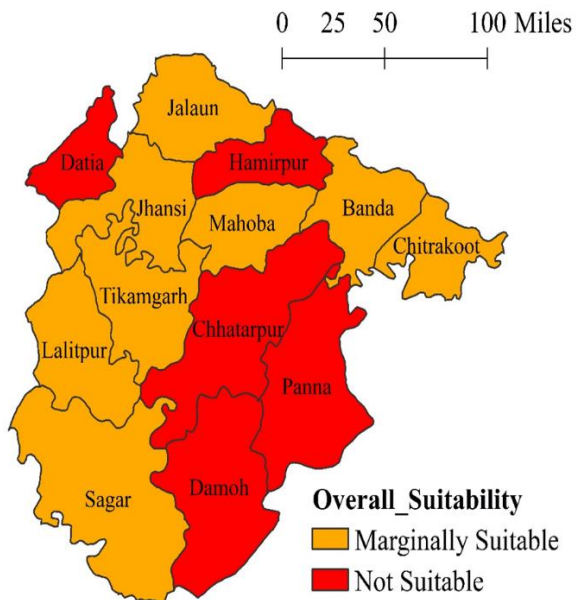 0 25 50 100 Miles
Jalaun
Datia
Hamirpur
Jhansi
Mahoba
Banda
Chitrakoot
Tikamgarh
Chhatarpur
Lalitpur
Panna
Damoh
Sagar
Overall_Suitability
Marginally Suitable
Not Suitable